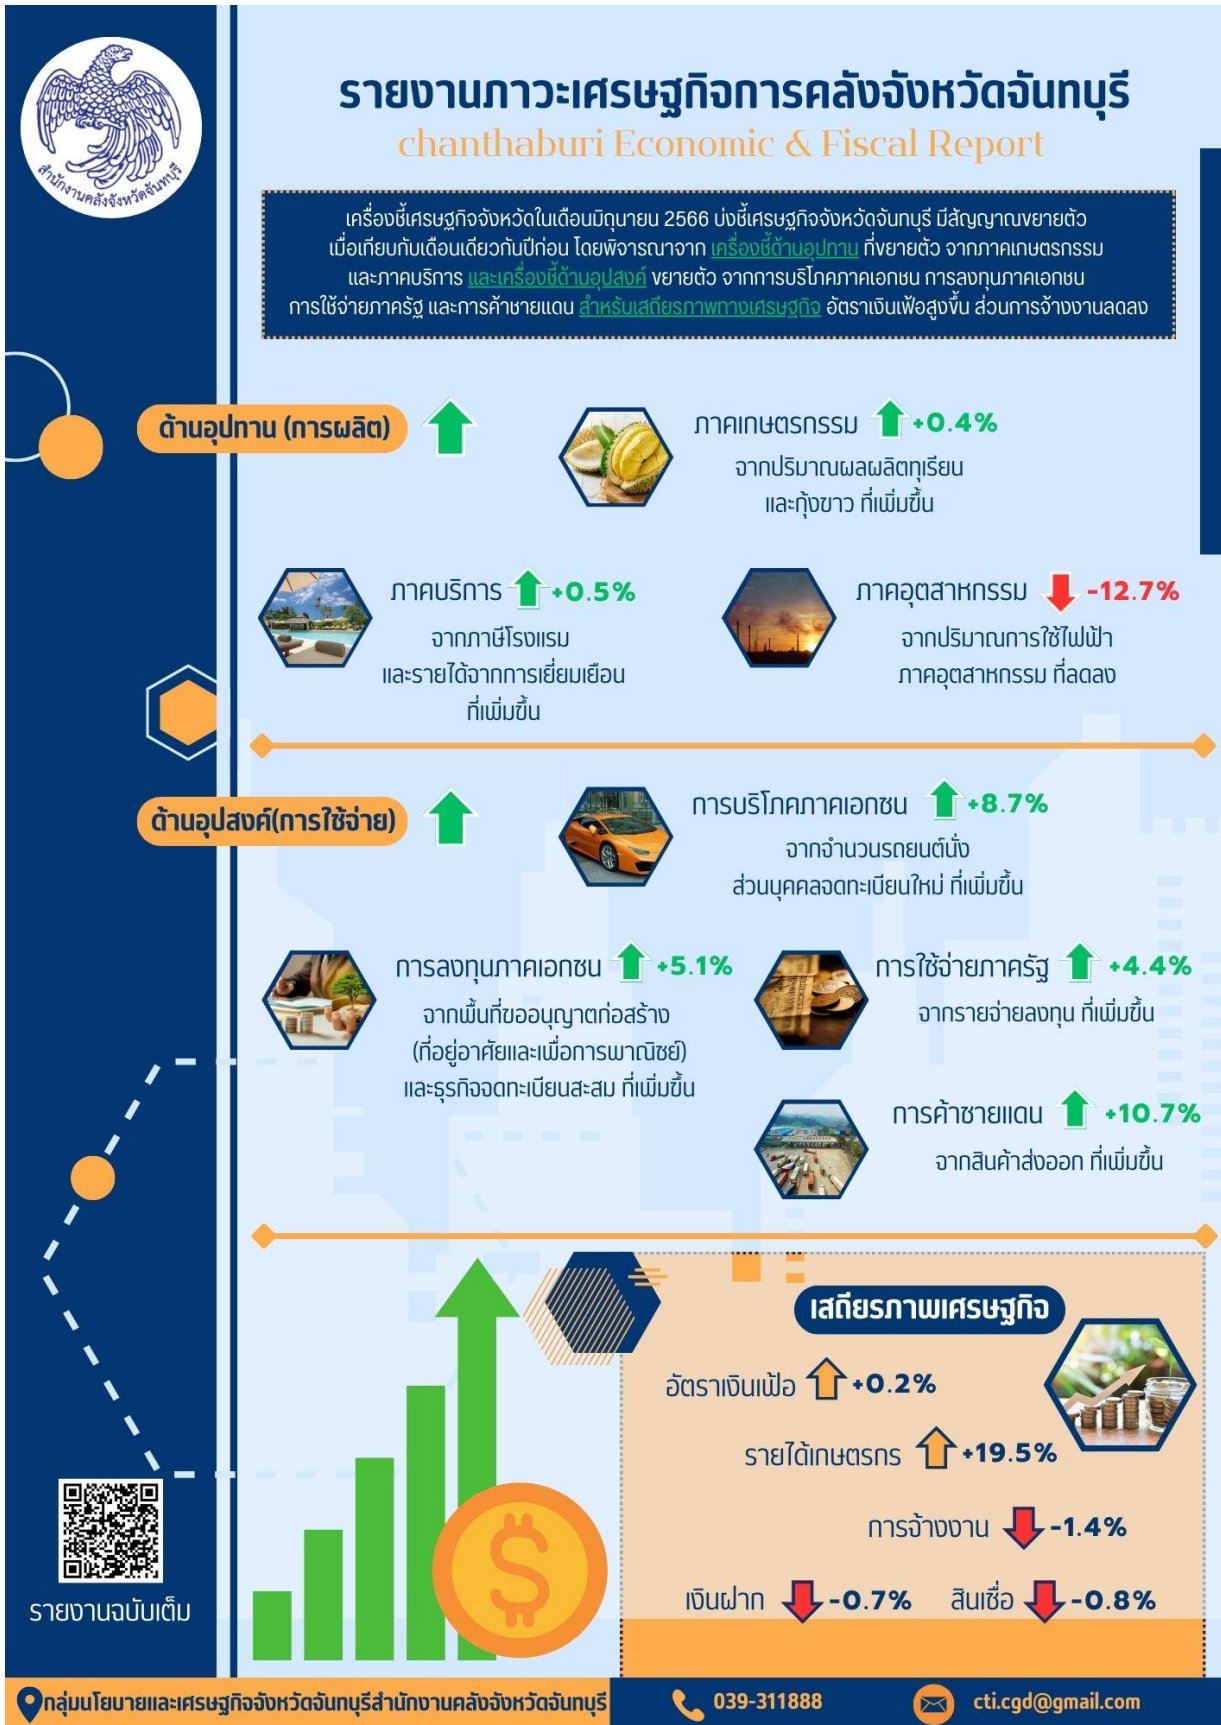 สำนักงานคลังจังหวัดจันทบุรี
รายงานภาวะเศรษฐกิจการคลังจังหวัดจันทบุรี
chanthaburi Economic & Fiscal Report
เครื่องชี้เศรษฐกิจจังหวัดในเดือนมิถุนายน 2566 บ่งชี้เศรษฐกิจจังหวัดจันทบุรี มีสัญญาณขยายตัว
เมื่อเทียบกับเดือนเดียวกันปีก่อน โดยพิจารณาจาก เครื่องชี้ด้านอุปทาน ที่ขยายตัว จากภาคเกษตรกรรม
และภาคบริการ และเครื่องชี้ด้านอุปสงค์ ขยายตัว จากการบริโภคภาคเอกชน การลงทุนภาคเอกชน
การใช้จ่ายภาครัฐ และการค้าชายแดน สำหรับเสถียรภาพทางเศรษฐกิจ อัตราเงินเฟ้อสูงขึ้น ส่วนการจ้างงานลดลง
ด้านอุปทาน (การผลิต)
ภาคเกษตรกรรม +0.4%
จากปริมาณผลผลิตทุเรียน
และกุ้งขาว ที่เพิ่มขึ้น
ภาคบริการ +0.5%
จากภาษีโรงแรม
และรายได้จากการเยี่ยมเยือน
ที่เพิ่มขึ้น
ภาคอุตสาหกรรม -12.7%
จากปริมาณการใช้ไฟฟ้า
ภาคอุตสาหกรรม ที่ลดลง
ด้านอุปสงค์(การใช้จ่าย)
การบริโภคภาคเอกชน +8.7%
จากจำนวนรถยนต์นั่ง
ส่วนบุคคลจดทะเบียนใหม่ ที่เพิ่มขึ้น
การลงทุนภาคเอกชน +5.1%
จากพื้นที่ขออนุญาตก่อสร้าง
(ที่อยู่อาศัยและเพื่อการพาณิชย์)
และธุรกิจจดทะเบียนสะสม ที่เพิ่มขึ้น
การใช้จ่ายภาครัฐ +4.4%
จากรายจ่ายลงทุน ที่เพิ่มขึ้น
การค้าชายแดน +10.7%
จากสินค้าส่งออก ที่เพิ่มขึ้น
เสถียรภาพเศรษฐกิจ
อัตราเงินเฟ้อ +0.2%
รายได้เกษตรกร +19.5%
การจ้างงาน -1.4%
เงินฝาก -0.7% สินเชื่อ -0.8%
รายงานฉบับเต็ม
กลุ่มนโยบายและเศรษฐกิจจังหวัดจันทบุรีสำนักงานคลังจังหวัดจันทบุรี
039-311888
cti.cgd@gmail.com